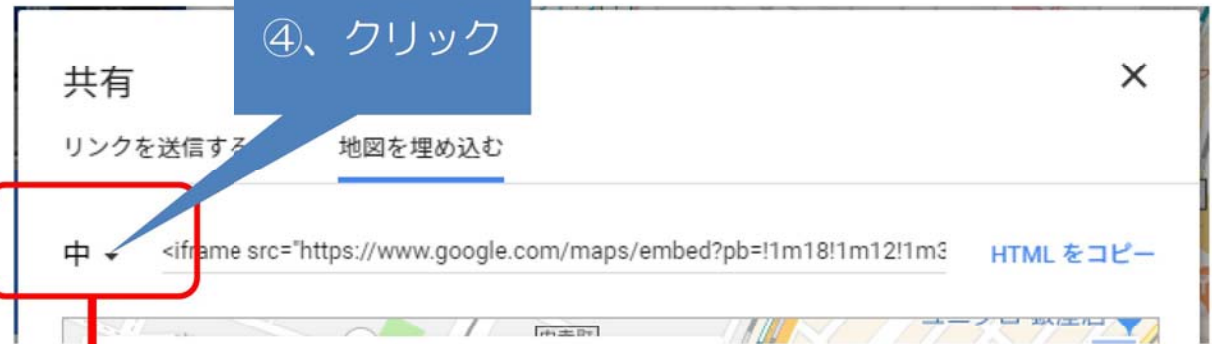 ④、クリック
共有
リンクを送信する
地図を埋め込む
中
<iframe src="https://www.google.com/maps/embed?pb=!1m18!1m12!1m3
HTML をコピー